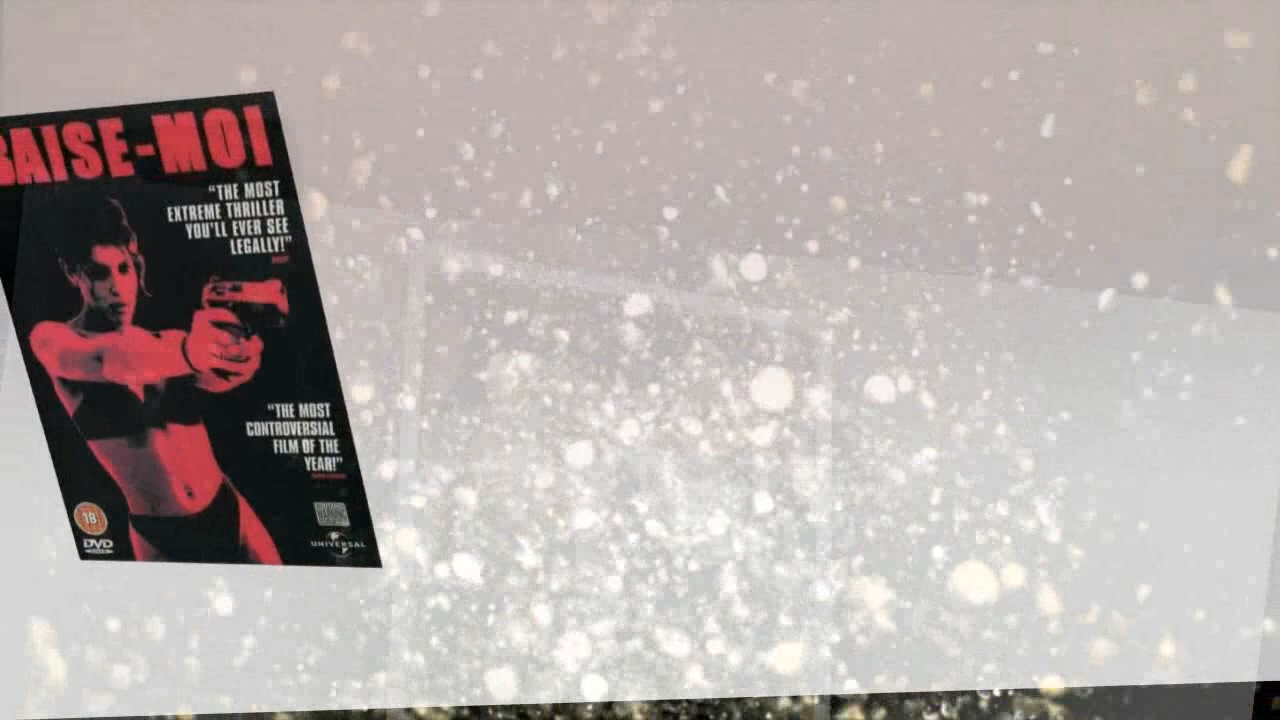 BAISE-MOI
“THE MOST
EXTREME THRILLER
YOU'LL EVER SEE
LEGALLY!”
“THE MOST
CONTROVERSIAL
FILM OF THE
YEAR!”
18
DVD
UNIVERSAL